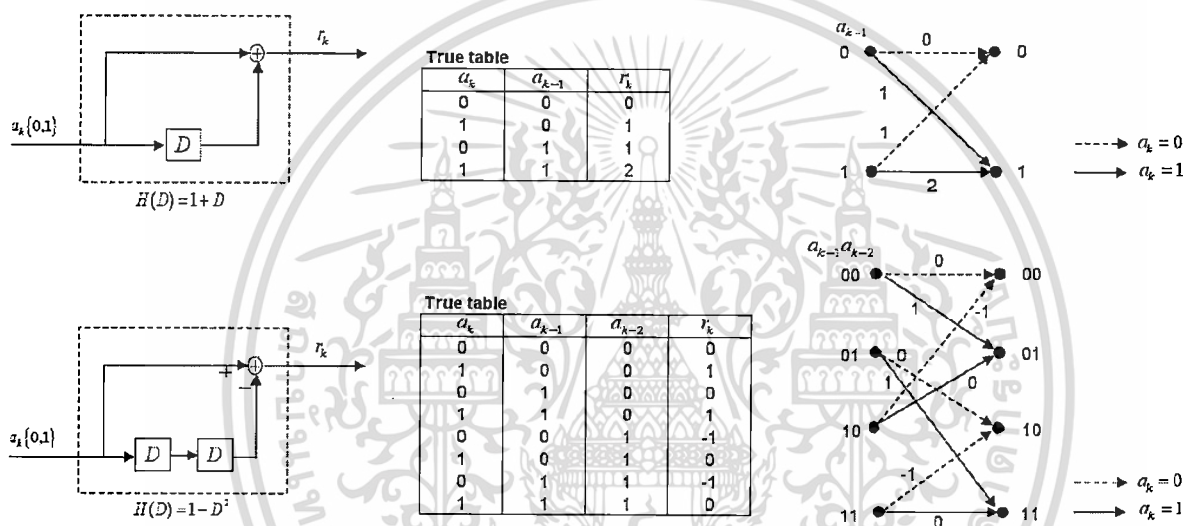 r_k
a_k{0,1}
D
H(D)=1+D
True table
a_k a_{k-1} r_k
0 0 0
1 0 1
0 1 1
1 1 2
a_{k-1}
0 0 0
1
1
1 2 1
a_k = 0
a_k = 1
r_k
+
−
a_k{0,1}
D D
H(D)=1−D²
True table
a_k a_{k-1} a_{k-2} r_k
0 0 0 0
1 0 0 1
0 1 0 0
1 1 0 1
0 0 1 -1
1 0 1 0
0 1 1 -1
1 1 1 0
a_{k-1}a_{k-2}
00 0 00
1 -1
01 0 01
1 0
10 10
-1
11 0 11
a_k = 0
a_k = 1